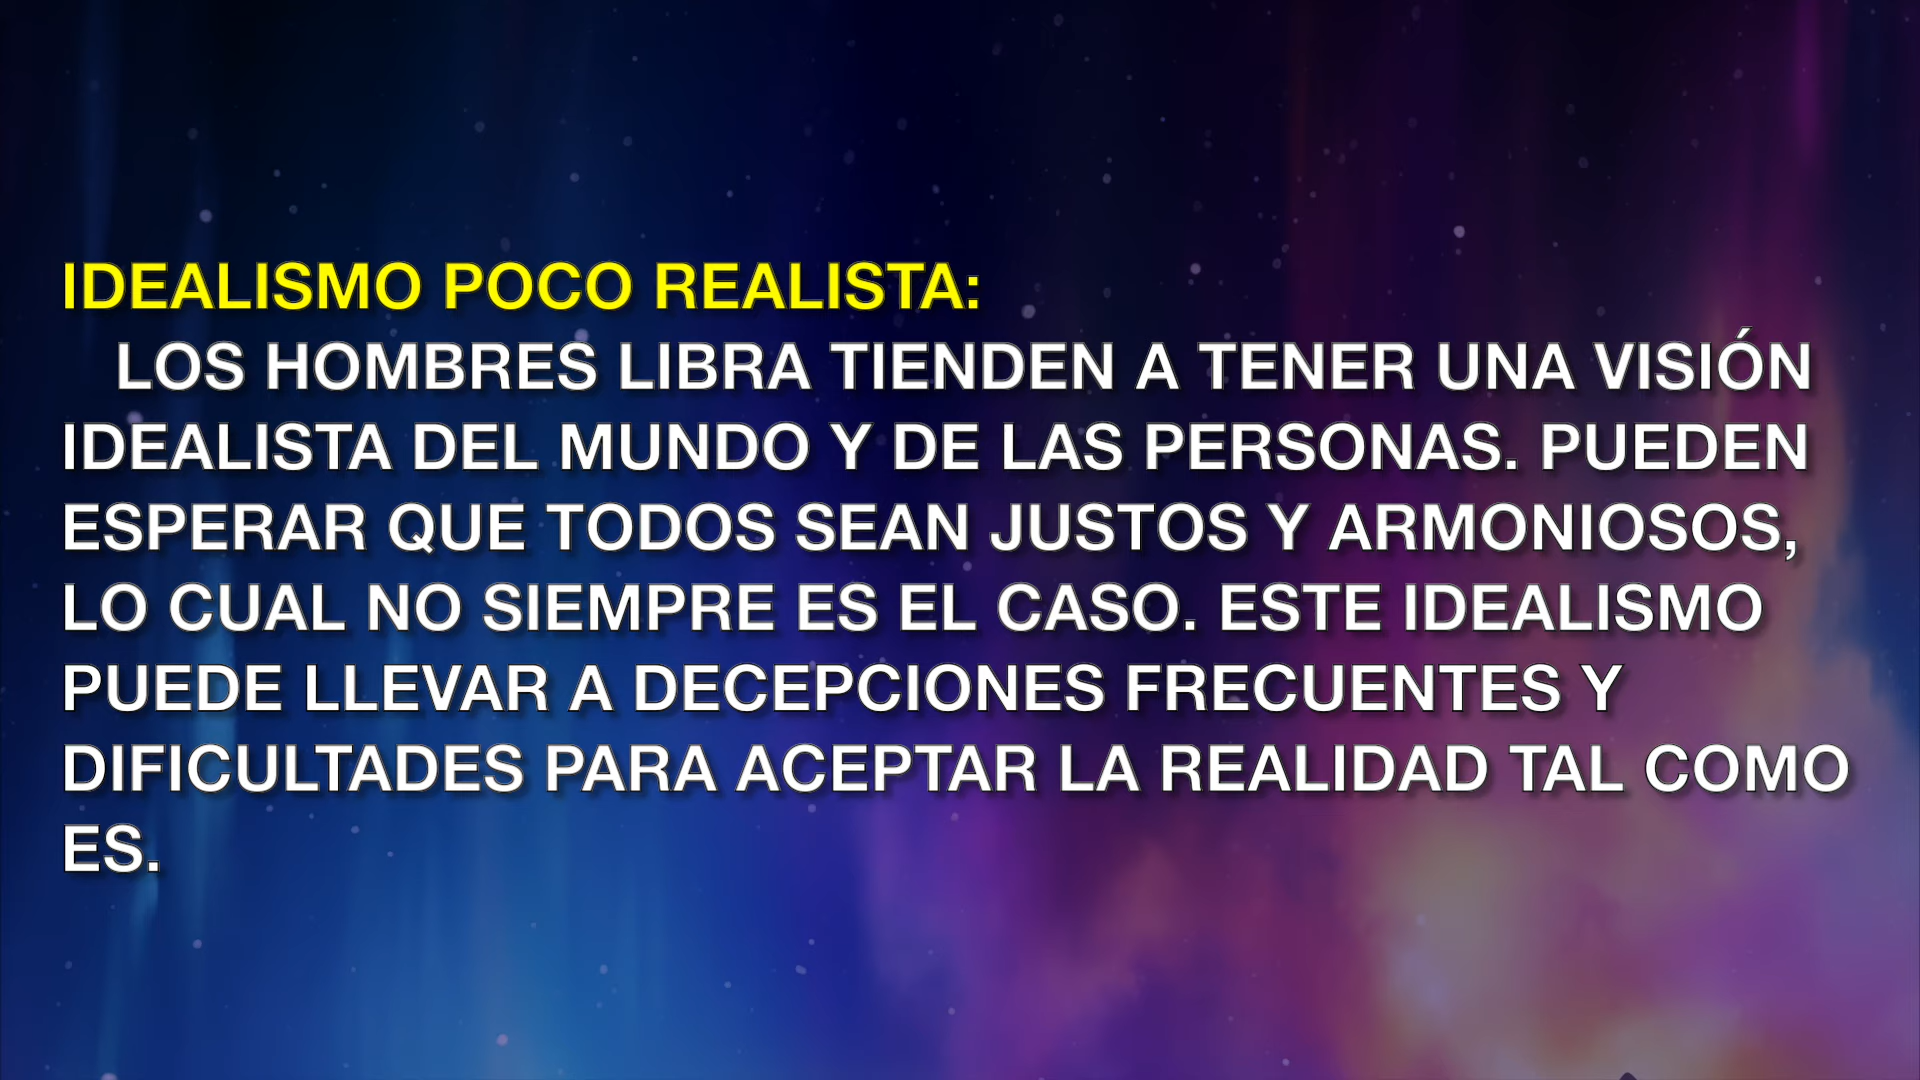 IDEALISMO POCO REALISTA:
LOS HOMBRES LIBRA TIENDEN A TENER UNA VISIÓN
IDEALISTA DEL MUNDO Y DE LAS PERSONAS. PUEDEN
ESPERAR QUE TODOS SEAN JUSTOS Y ARMONIOSOS,
LO CUAL NO SIEMPRE ES EL CASO. ESTE IDEALISMO
PUEDE LLEVAR A DECEPCIONES FRECUENTES Y
DIFICULTADES PARA ACEPTAR LA REALIDAD TAL COMO
ES.